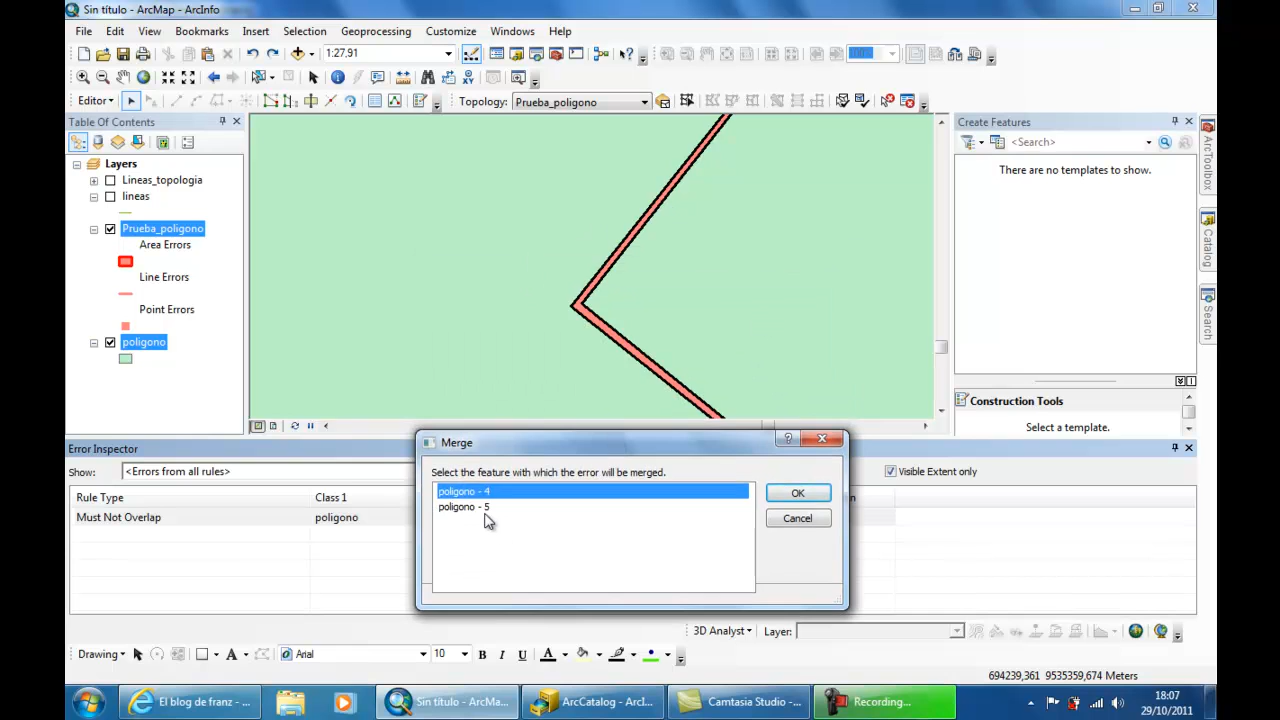 Sin título - ArcMap - ArcInfo
File Edit View Bookmarks Insert Selection Geoprocessing Customize Windows Help
1:27,91
Editor
Topology: Prueba_poligono
Table Of Contents
Layers
Lineas_topologia
lineas
Prueba_poligono
Area Errors
Line Errors
Point Errors
poligono
Create Features
<Search>
There are no templates to show.
Construction Tools
Select a template.
ArcToolbox
Catalog
Search
Error Inspector
Show: <Errors from all rules>
Visible Extent only
Rule Type Class 1
Must Not Overlap poligono
Merge
Select the feature with which the error will be merged.
poligono - 4
poligono - 5
OK
Cancel
3D Analyst Layer:
Drawing Arial 10 B I U A
694239,361 9535359,674 Meters
El blog de franz - ...
Sin título - ArcMa...
ArcCatalog - ArcI...
Camtasia Studio -...
Recording...
18:07
29/10/2011